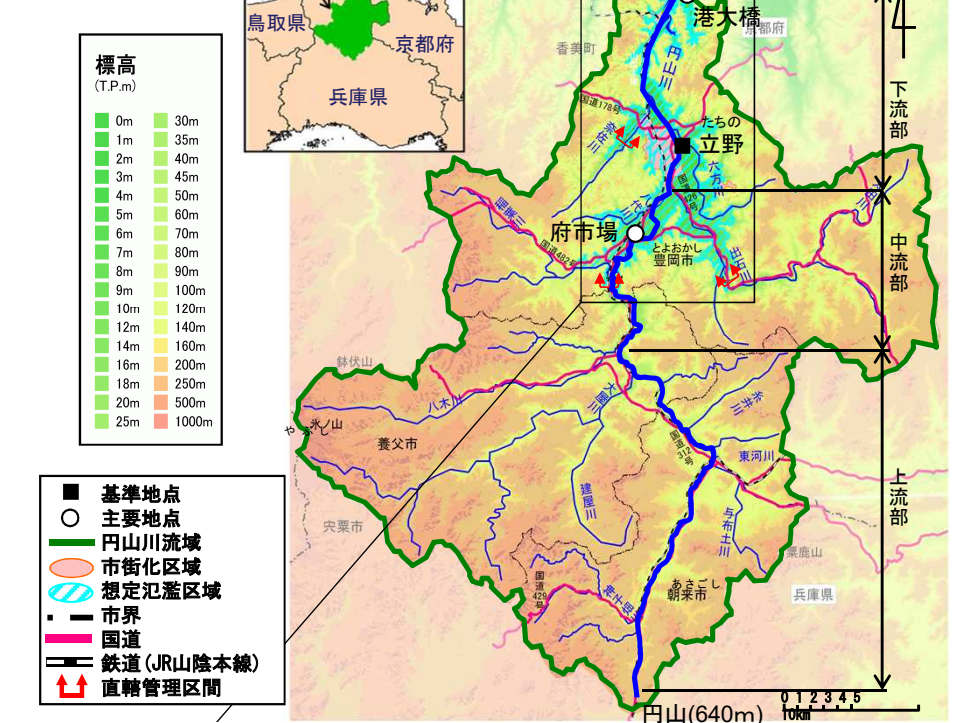 鳥取県
京都府
兵庫県
標高
(T.P.m)
0m 30m
1m 35m
2m 40m
3m 45m
4m 50m
5m 60m
6m 70m
7m 80m
8m 90m
9m 100m
10m 120m
12m 140m
14m 160m
16m 200m
18m 250m
20m 500m
25m 1000m
基準地点
主要地点
円山川流域
市街化区域
想定氾濫区域
市界
国道
鉄道(JR山陰本線)
直轄管理区間
港大橋
京都府
香美町
円山川
国道178号
奈佐川
たちの
立野
六方川
国道426号
下流部
稲葉川
八代川
府市場
国道482号
とよおかし
豊岡市
出石川
中流部
鉢伏山
八木川
大屋川
糸井川
氷ノ山
養父市
国道312号
東河川
上流部
建屋川
与布土川
宍粟市
粟鹿山
国道429号
神子畑川
あさごし
朝来市
兵庫県
円山(640m)
0 1 2 3 4 5
10km